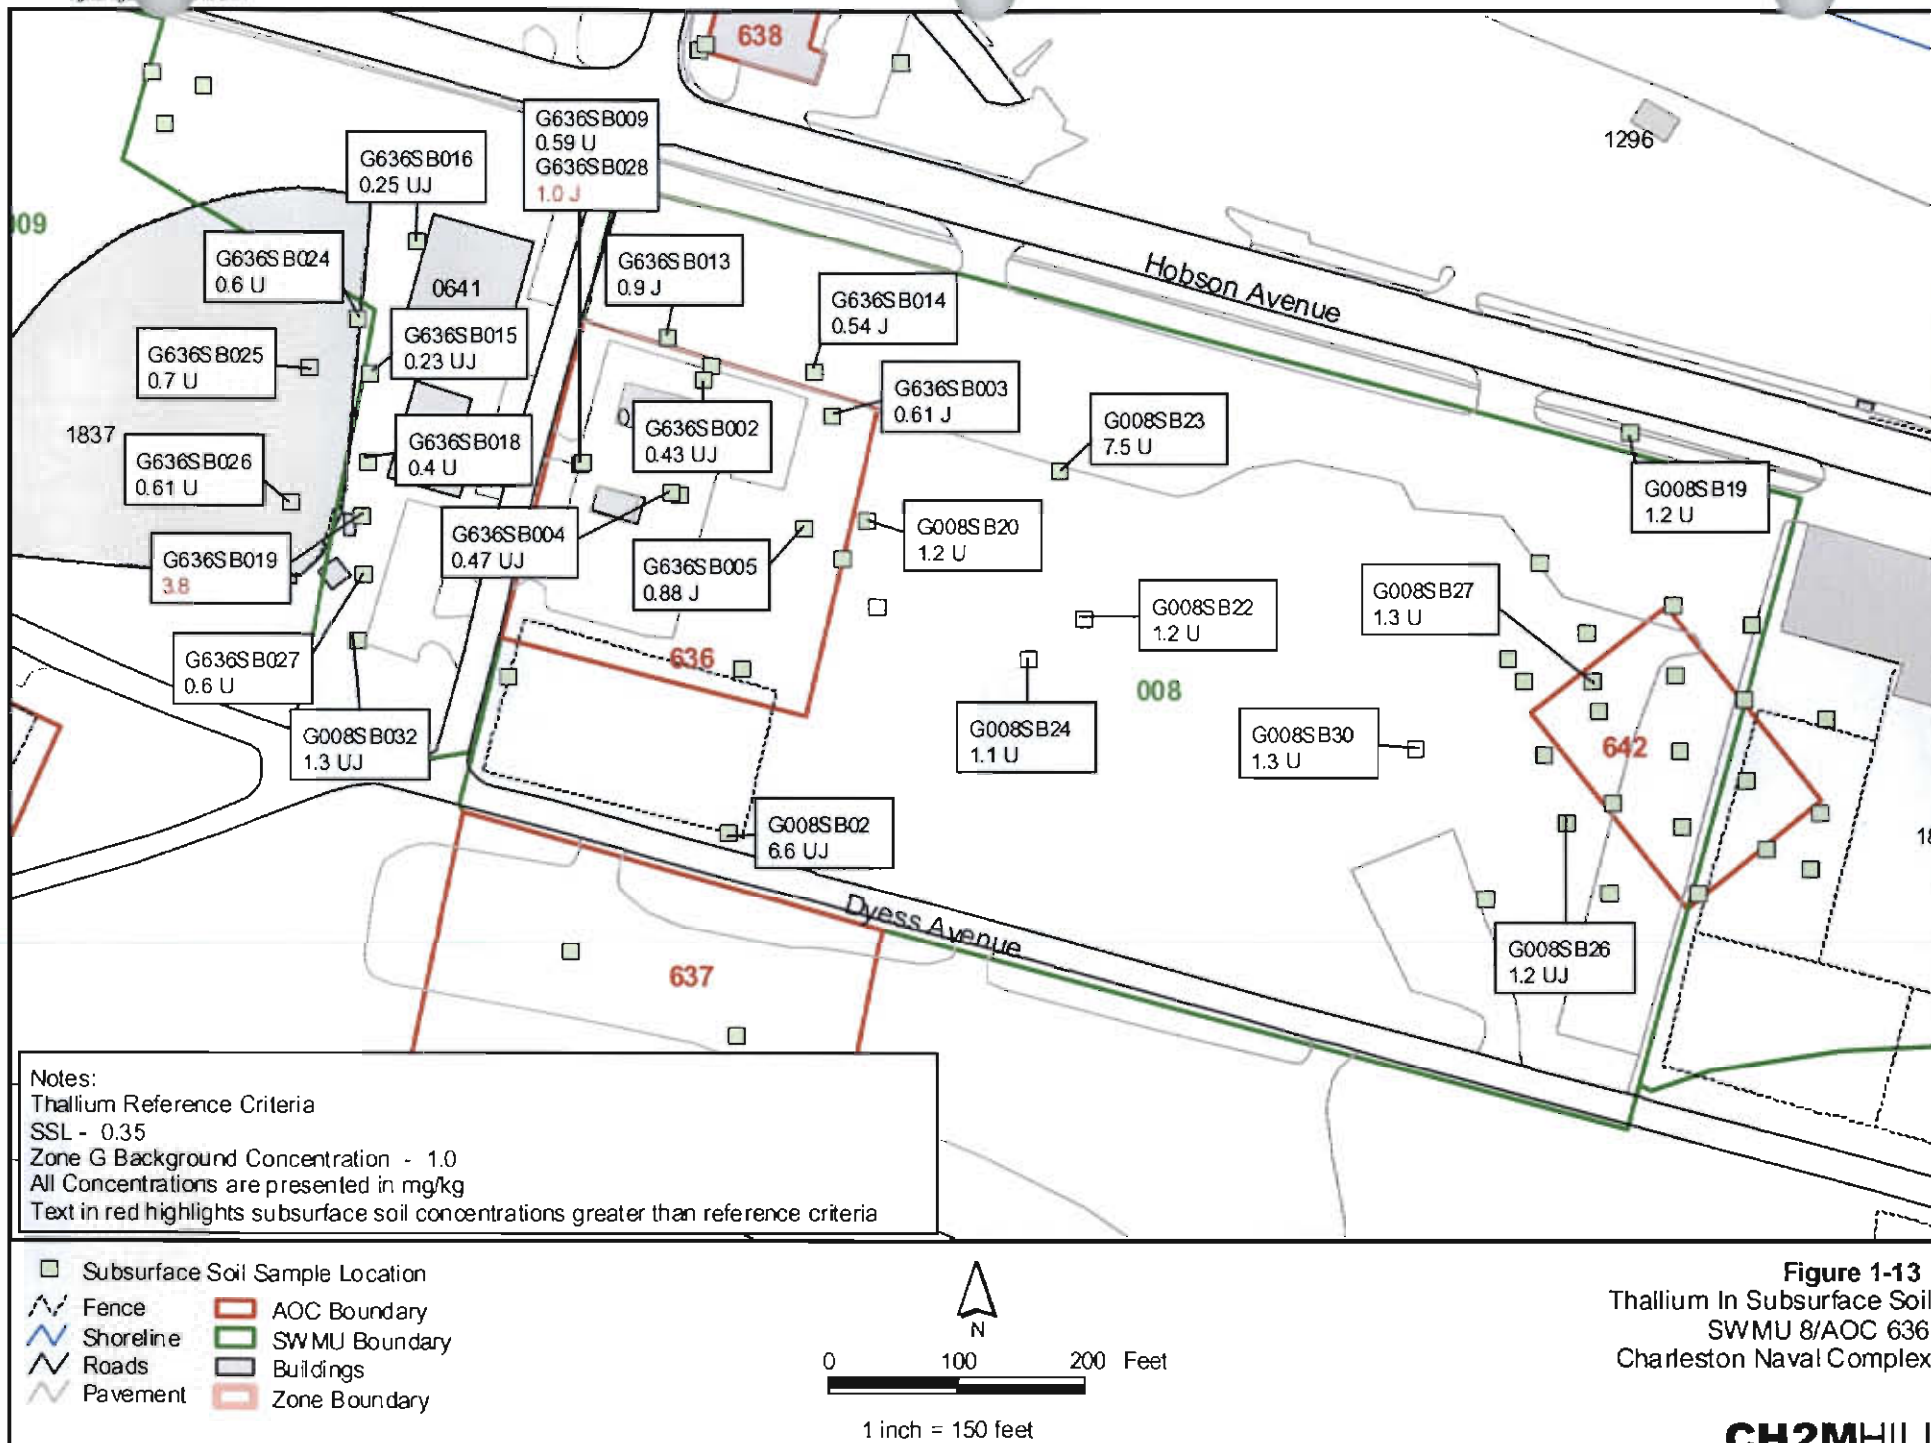 638
1296
G636SB009
0.59 U
G636SB028
1.0 J
G636SB016
0.25 UJ
009
G636SB024
0.6 U
0641
G636SB013
0.9 J
G636SB014
0.54 J
Hobson Avenue
G636SB025
0.7 U
G636SB015
0.23 UJ
G636SB003
0.61 J
1837
G636SB026
0.61 U
G636SB018
0.4 U
G636SB002
0.43 UJ
G008SB23
7.5 U
G008SB19
1.2 U
G636SB019
3.8
G636SB004
0.47 UJ
G636SB005
0.88 J
G008SB20
1.2 U
G008SB22
1.2 U
G008SB27
1.3 U
G636SB027
0.6 U
636
008
G008SB032
1.3 UJ
G008SB24
1.1 U
G008SB30
1.3 U
642
G008SB02
6.6 UJ
Dyess Avenue
G008SB26
1.2 UJ
637
Notes:
Thallium Reference Criteria
SSL - 0.35
Zone G Background Concentration - 1.0
All Concentrations are presented in mg/kg
Text in red highlights subsurface soil concentrations greater than reference criteria
Subsurface Soil Sample Location
Fence
Shoreline
Roads
Pavement
AOC Boundary
SWMU Boundary
Buildings
Zone Boundary
N
0 100 200 Feet
1 inch = 150 feet
Figure 1-13
Thallium In Subsurface Soil
SWMU 8/AOC 636
Charleston Naval Complex
CH2MHILL